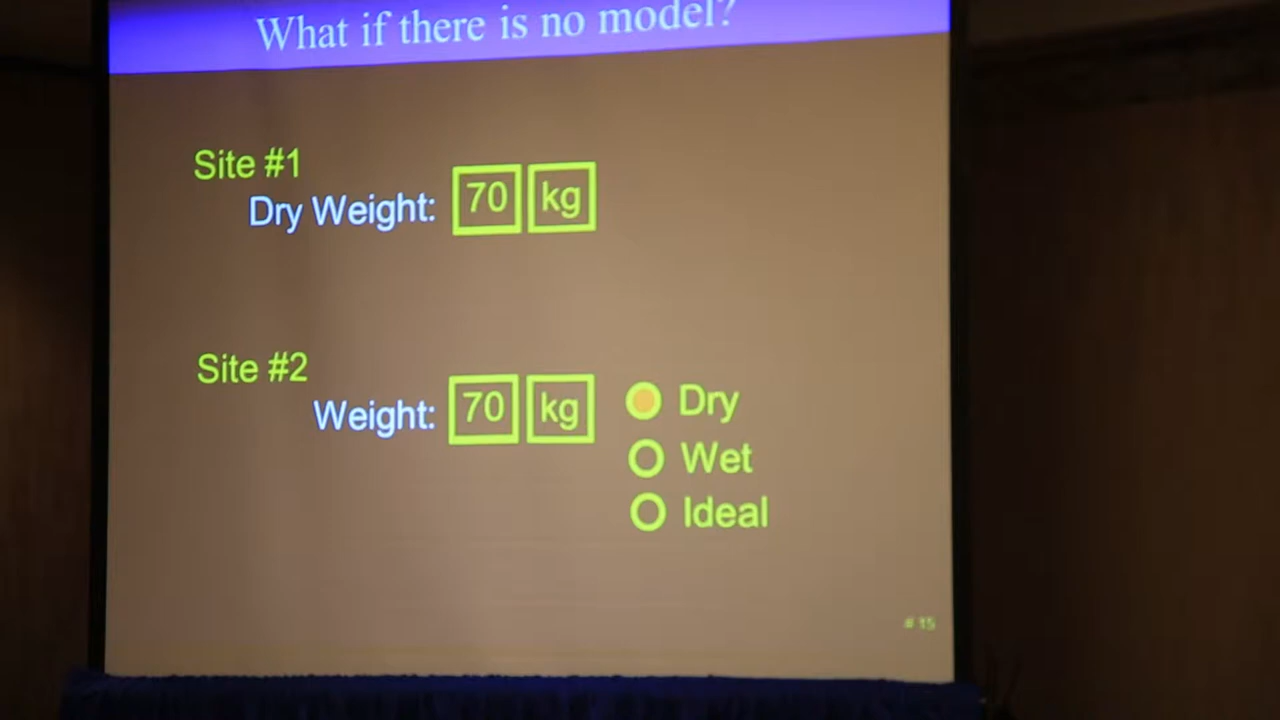 What if there is no model?
Site #1
Dry Weight: 70 kg
Site #2
Weight: 70 kg Dry
Wet
Ideal
# 15